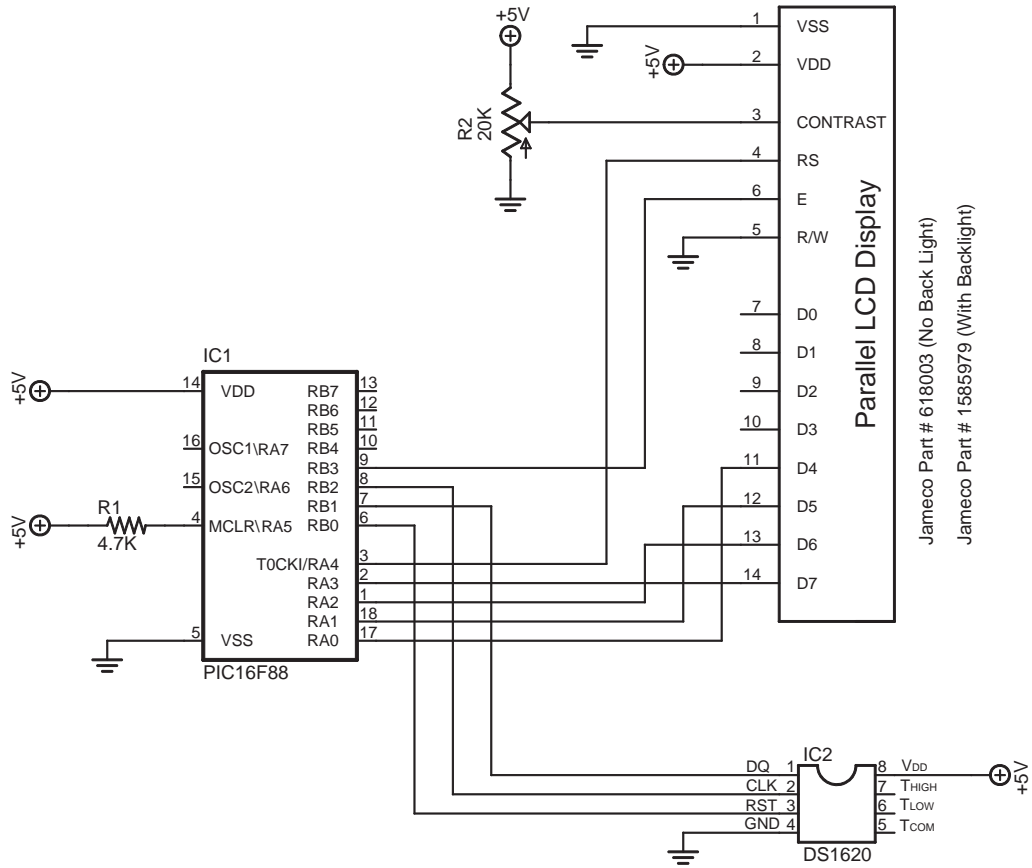 +5V
R2
20K
+5V
1 VSS
2 VDD
3 CONTRAST
4 RS
6 E
5 R/W
7 D0
8 D1
9 D2
10 D3
11 D4
12 D5
13 D6
14 D7
Parallel LCD Display
Jameco Part # 618003 (No Back Light)
Jameco Part # 1585979 (With Backlight)
IC1
+5V
14 VDD
16 OSC1\RA7
15 OSC2\RA6
+5V
R1
4.7K
4 MCLR\RA5
5 VSS
RB7 13
RB6 12
RB5 11
RB4 10
RB3 9
RB2 8
RB1 7
RB0 6
T0CKI/RA4 3
RA3 2
RA2 1
RA1 18
RA0 17
PIC16F88
IC2
DQ 1
CLK 2
RST 3
GND 4
8 VDD
7 THIGH
6 TLOW
5 TCOM
+5V
DS1620